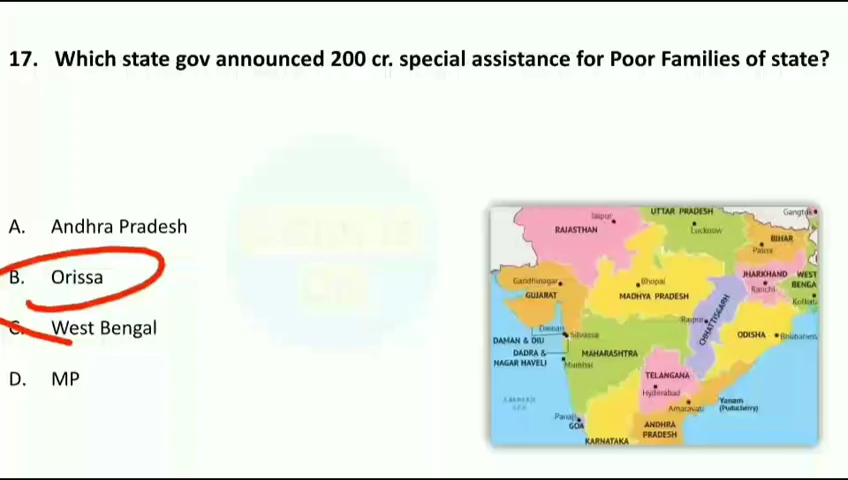 17. Which state gov announced 200 cr. special assistance for Poor Families of state?
A. Andhra Pradesh
B. Orissa
C. West Bengal
D. MP
UTTAR PRADESH
Jaipur
Gangtok
RAJASTHAN
Lucknow
BIHAR
Patna
JHARKHAND
WEST
Gandhinagar
Bhopal
Ranchi
BENGA
GUJARAT
MADHYA PRADESH
Kolkat
Raipur
CHHATTISGARH
Daman
Silvassa
ODISHA
Bhubanes
DAMAN & DIU
DADRA &
MAHARASHTRA
NAGAR HAVELI
Mumbai
TELANGANA
Hyderabad
Yanam
Amaravati
(Puducherry)
Panaji
GOA
ANDHRA
PRADESH
KARNATAKA